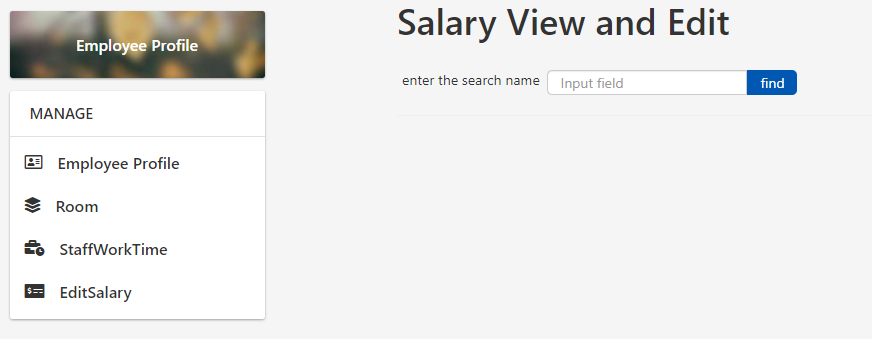 Employee Profile
MANAGE
Employee Profile
Room
StaffWorkTime
EditSalary
Salary View and Edit
enter the search name Input field find